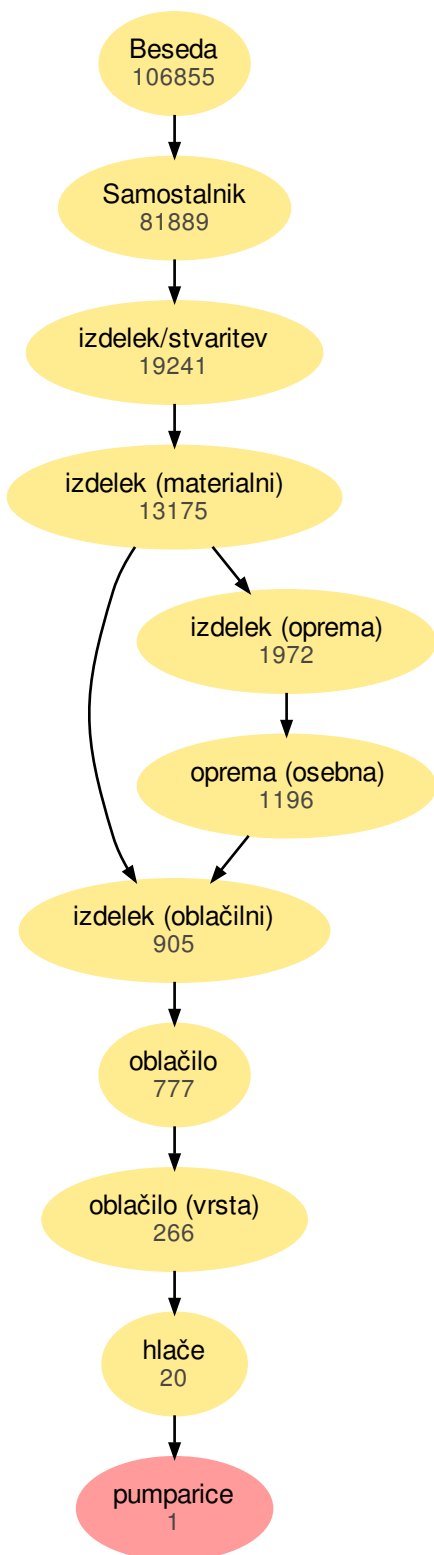 Beseda
106855
Samostalnik
81889
izdelek/stvaritev
19241
izdelek (materialni)
13175
izdelek (oprema)
1972
oprema (osebna)
1196
izdelek (oblačilni)
905
oblačilo
777
oblačilo (vrsta)
266
hlače
20
pumparice
1